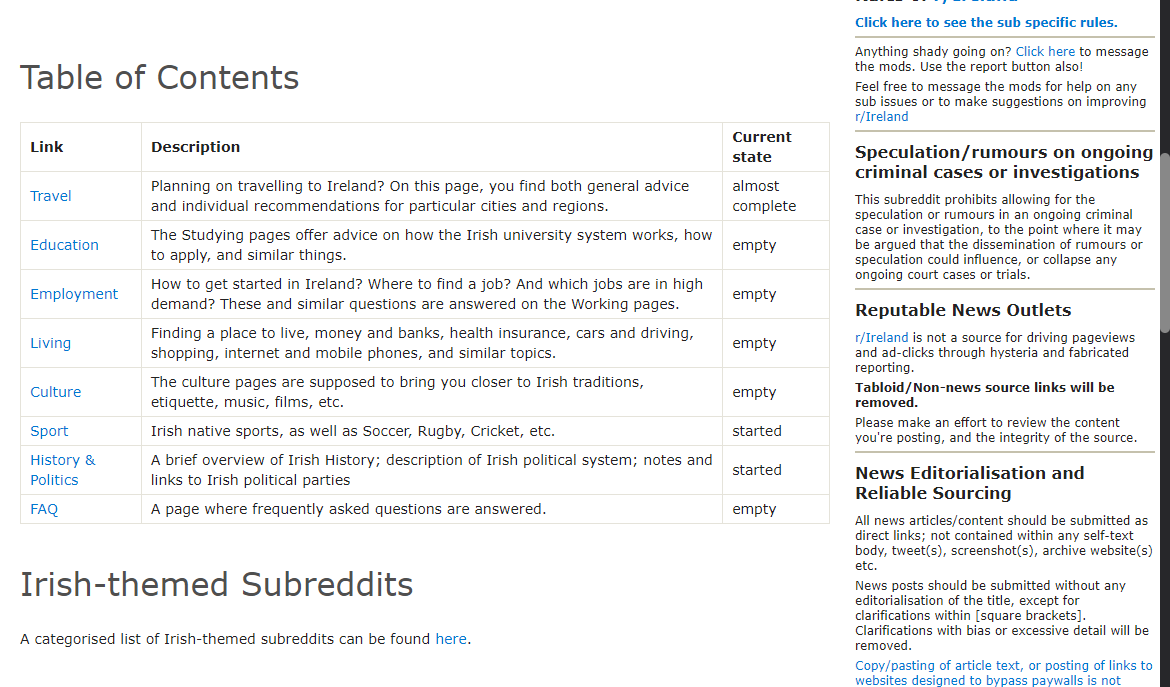 Table of Contents
Link Description Current
state
Travel Planning on travelling to Ireland? On this page, you find both general advice almost
and individual recommendations for particular cities and regions. complete
Education The Studying pages offer advice on how the Irish university system works, how empty
to apply, and similar things.
Employment How to get started in Ireland? Where to find a job? And which jobs are in high empty
demand? These and similar questions are answered on the Working pages.
Living Finding a place to live, money and banks, health insurance, cars and driving, empty
shopping, internet and mobile phones, and similar topics.
Culture The culture pages are supposed to bring you closer to Irish traditions, empty
etiquette, music, films, etc.
Sport Irish native sports, as well as Soccer, Rugby, Cricket, etc. started
History & A brief overview of Irish History; description of Irish political system; notes and started
Politics links to Irish political parties
FAQ A page where frequently asked questions are answered. empty
Irish-themed Subreddits
A categorised list of Irish-themed subreddits can be found here.
Click here to see the sub specific rules.
Anything shady going on? Click here to message
the mods. Use the report button also!
Feel free to message the mods for help on any
sub issues or to make suggestions on improving
r/Ireland
Speculation/rumours on ongoing
criminal cases or investigations
This subreddit prohibits allowing for the
speculation or rumours in an ongoing criminal
case or investigation, to the point where it may
be argued that the dissemination of rumours or
speculation could influence, or collapse any
ongoing court cases or trials.
Reputable News Outlets
r/Ireland is not a source for driving pageviews
and ad-clicks through hysteria and fabricated
reporting.
Tabloid/Non-news source links will be
removed.
Please make an effort to review the content
you're posting, and the integrity of the source.
News Editorialisation and
Reliable Sourcing
All news articles/content should be submitted as
direct links; not contained within any self-text
body, tweet(s), screenshot(s), archive website(s)
etc.
News posts should be submitted without any
editorialisation of the title, except for
clarifications within [square brackets].
Clarifications with bias or excessive detail will be
removed.
Copy/pasting of article text, or posting of links to
websites designed to bypass paywalls is not